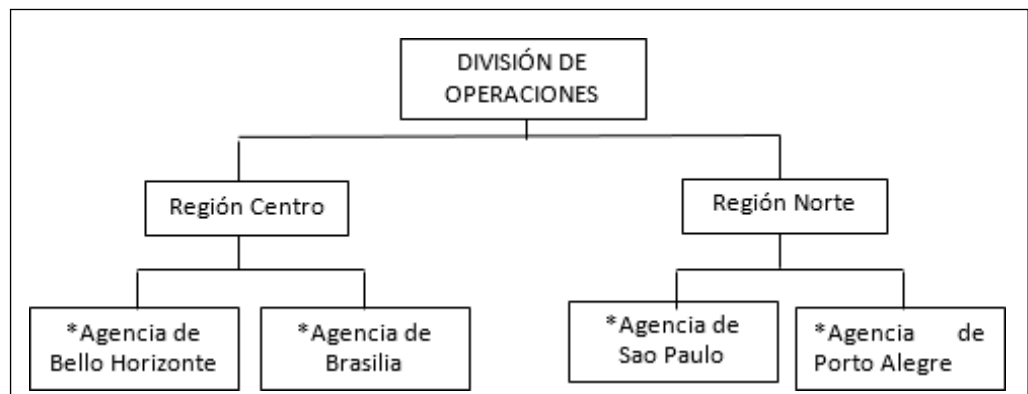 DIVISIÓN DE
OPERACIONES
Región Centro
Región Norte
*Agencia de
Bello Horizonte
*Agencia de
Brasilia
*Agencia de
Sao Paulo
*Agencia de
Porto Alegre